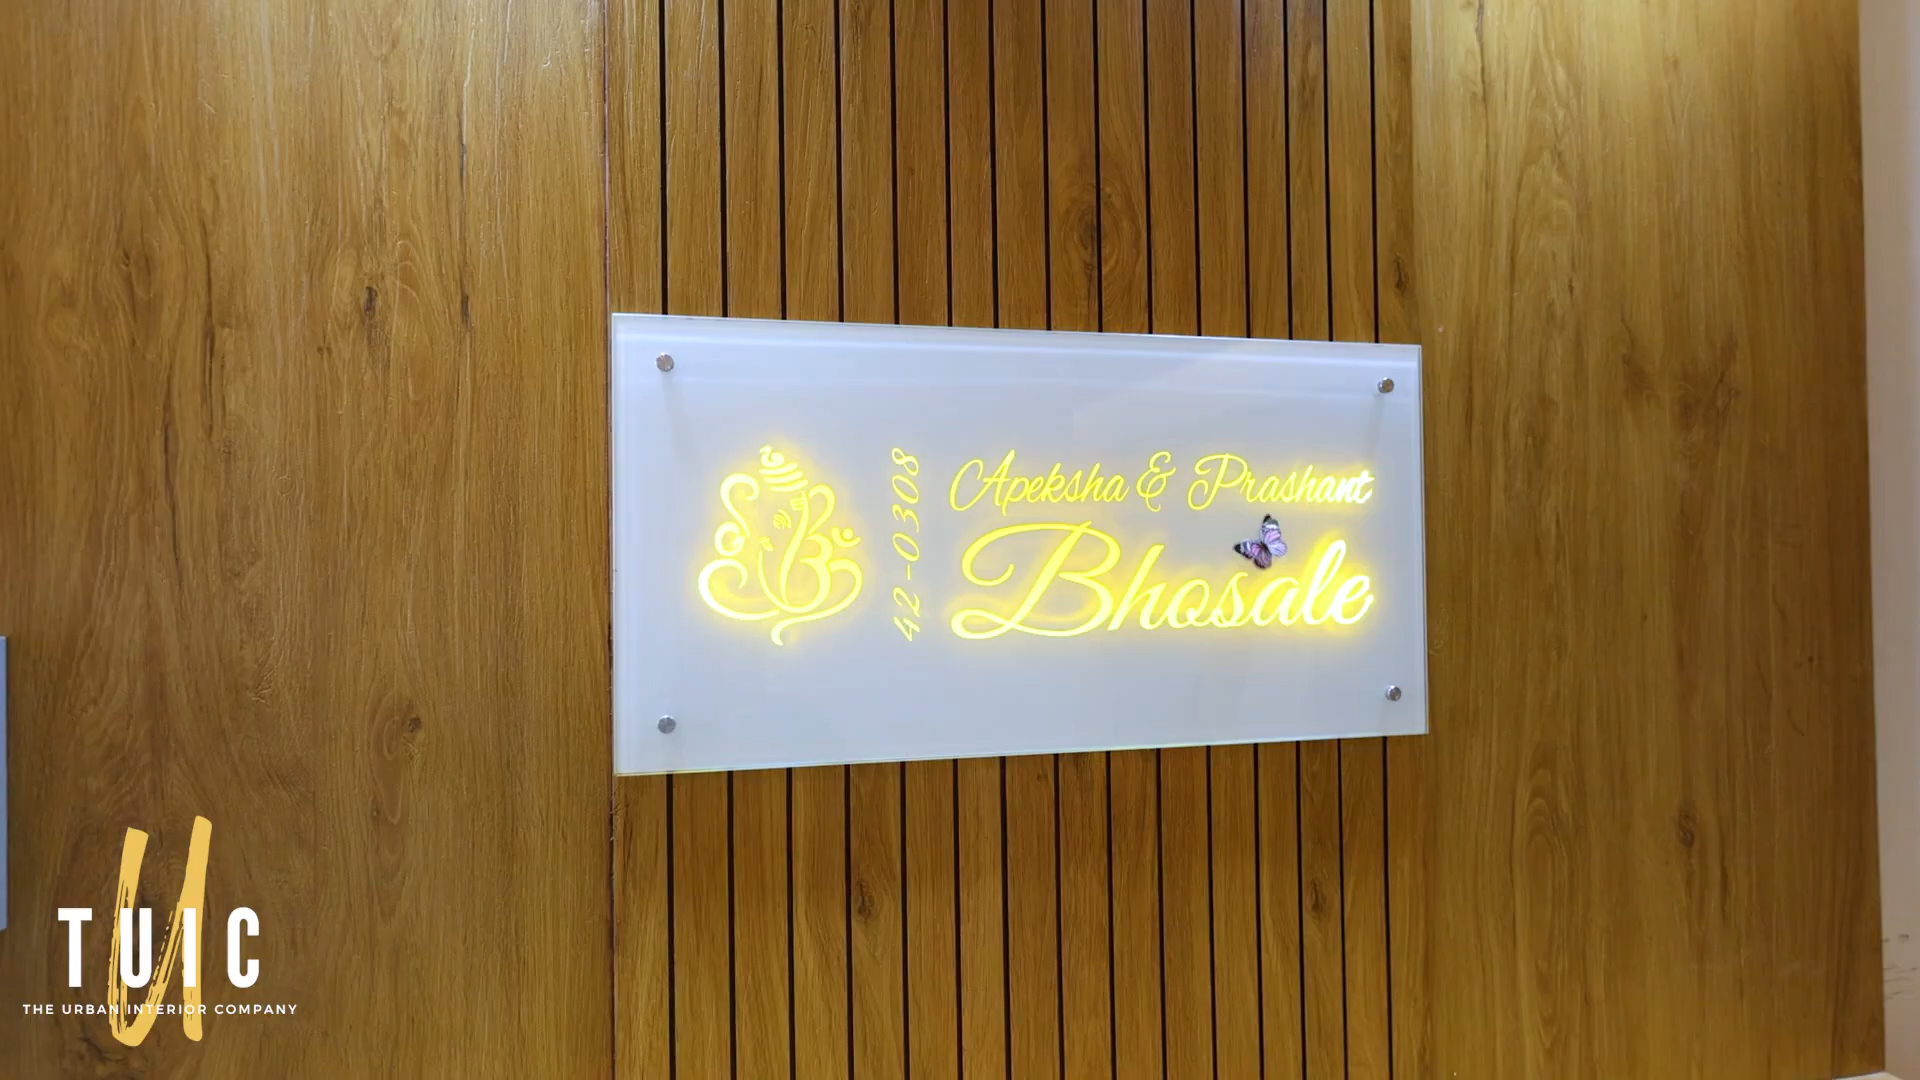 42-0308
Apeksha & Prashant
Bhosale
TUIC
THE URBAN INTERIOR COMPANY